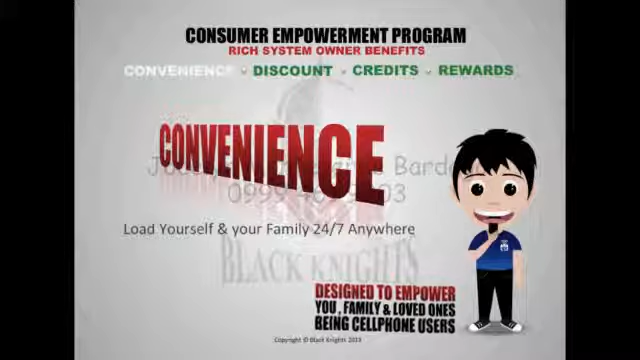 CONSUMER EMPOWERMENT PROGRAM
RICH SYSTEM OWNER BENEFITS
CONVENIENCE • DISCOUNT • CREDITS • REWARDS
CONVENIENCE
Load Yourself & your Family 24/7 Anywhere
BLACK KNIGHTS
DESIGNED TO EMPOWER
YOU, FAMILY & LOVED ONES
BEING CELLPHONE USERS
Copyright © Black Knights 2013